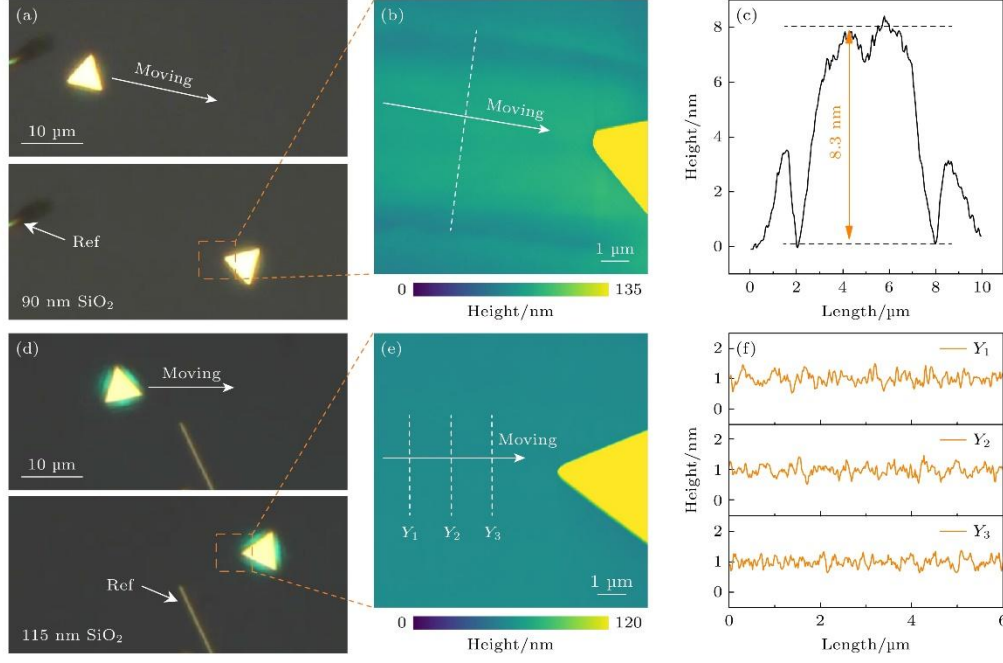 (a)
Moving
10 µm
Ref
90 nm SiO₂
(b)
Moving
1 µm
0
135
Height/nm
(c)
8
6
4
2
0
Height/nm
8.3 nm
0 2 4 6 8 10
Length/µm
(d)
Moving
10 µm
Ref
115 nm SiO₂
(e)
Moving
Y₁ Y₂ Y₃
1 µm
0
120
Height/nm
(f)
Y₁
2
1
0
Y₂
2
1
0
Y₃
2
1
0
Height/nm
0 2 4 6
Length/µm